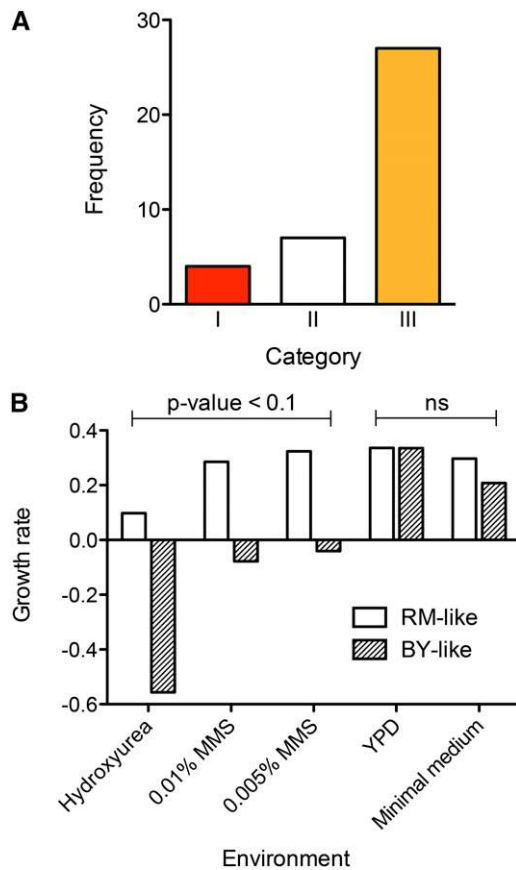 A
30
20
10
0
Frequency
I II III
Category
B
p-value < 0.1 ns
0.4
0.2
0.0
-0.2
-0.4
-0.6
Growth rate
RM-like
BY-like
Hydroxyurea
0.01% MMS
0.005% MMS
YPD
Minimal medium
Environment